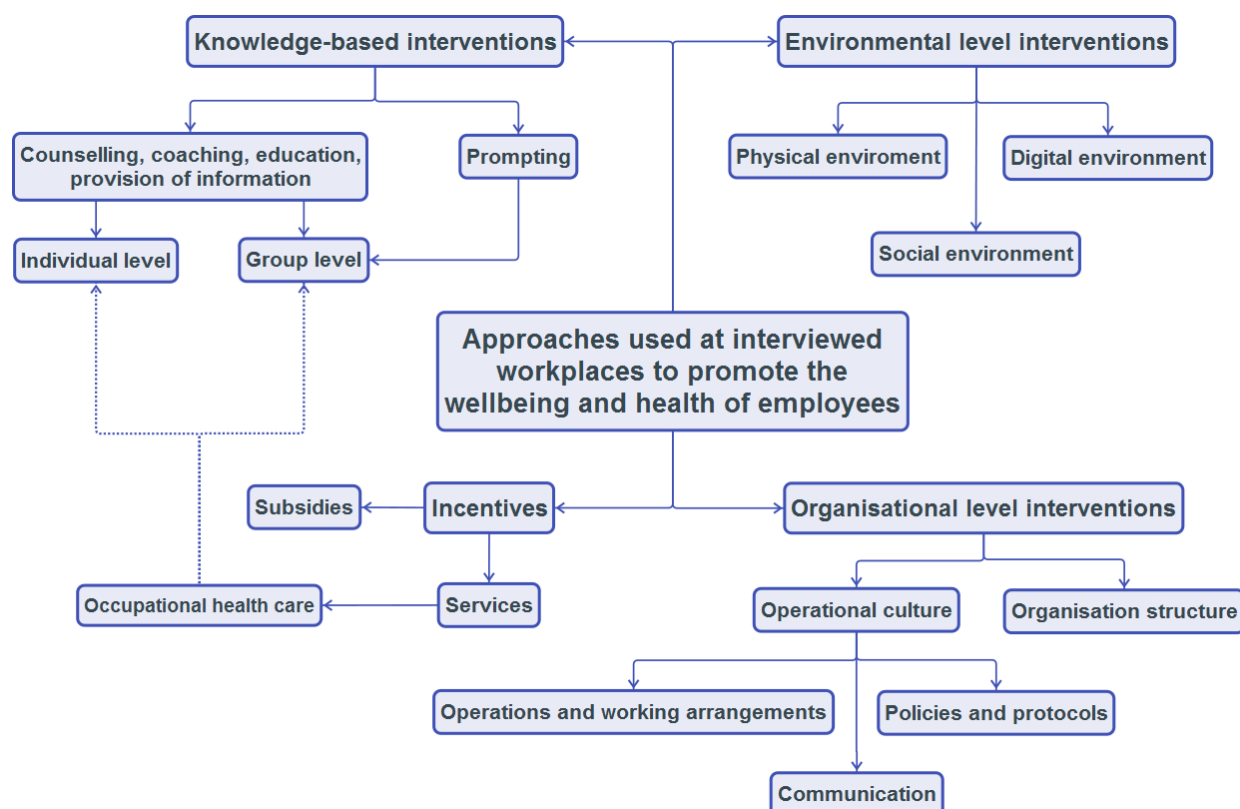 Knowledge-based interventions
Environmental level interventions
Counselling, coaching, education,
provision of information
Prompting
Physical enviroment
Digital environment
Individual level
Group level
Social environment
Approaches used at interviewed
workplaces to promote the
wellbeing and health of employees
Subsidies
Incentives
Organisational level interventions
Occupational health care
Services
Operational culture
Organisation structure
Operations and working arrangements
Policies and protocols
Communication